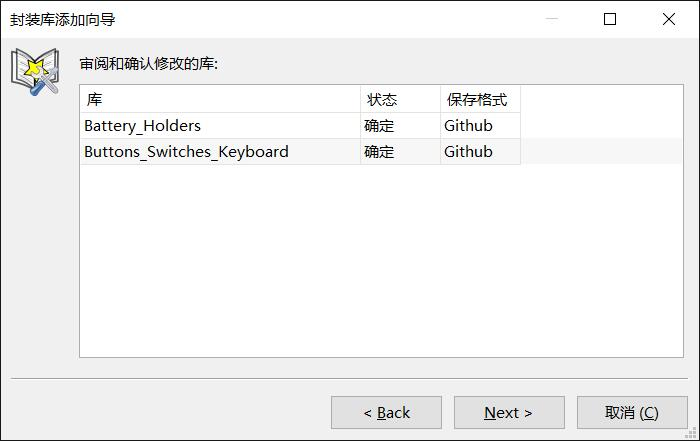 封装库添加向导
审阅和确认修改的库:
库 状态 保存格式
Battery_Holders 确定 Github
Buttons_Switches_Keyboard 确定 Github
< Back Next > 取消 (C)